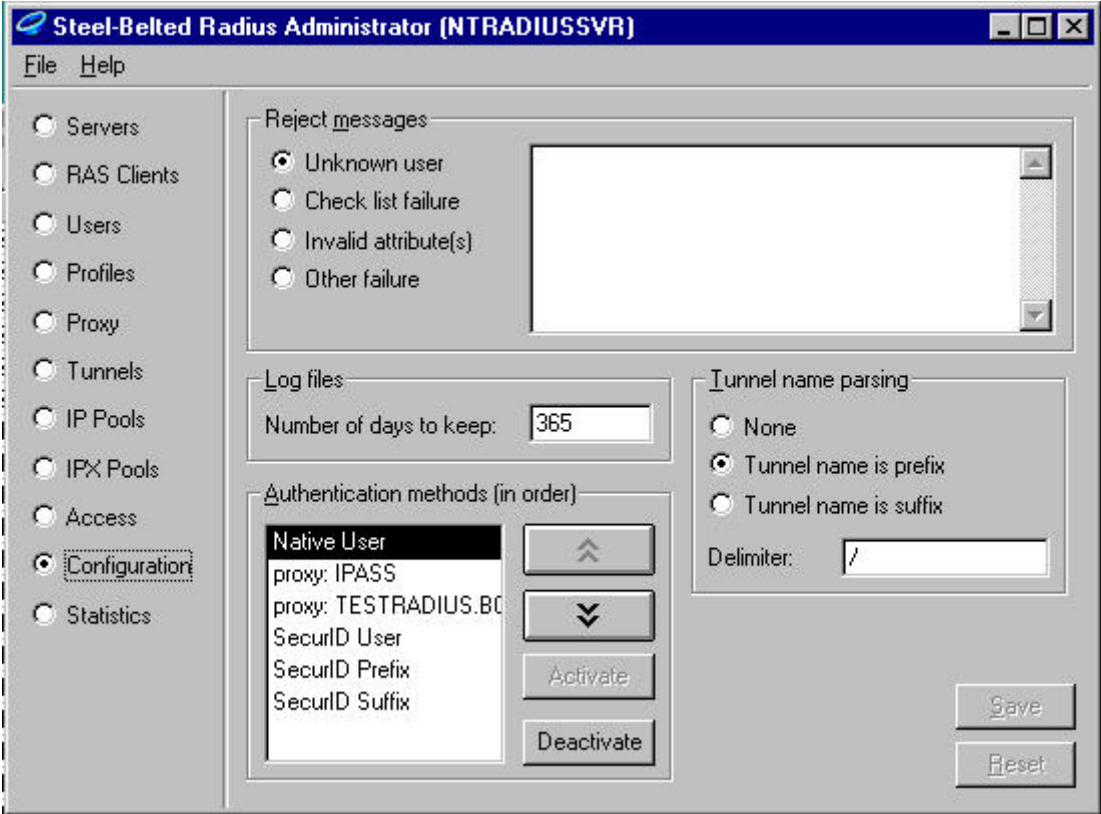 Steel-Belted Radius Administrator (NTRADIUSSVR)
File Help
Servers
RAS Clients
Users
Profiles
Proxy
Tunnels
IP Pools
IPX Pools
Access
Configuration
Statistics
Reject messages
Unknown user
Check list failure
Invalid attribute(s)
Other failure
Log files
Number of days to keep: 365
Authentication methods (in order)
Native User
proxy: IPASS
proxy: TESTRADIUS.BO
SecurID User
SecurID Prefix
SecurID Suffix
Activate
Deactivate
Tunnel name parsing
None
Tunnel name is prefix
Tunnel name is suffix
Delimiter: /
Save
Reset